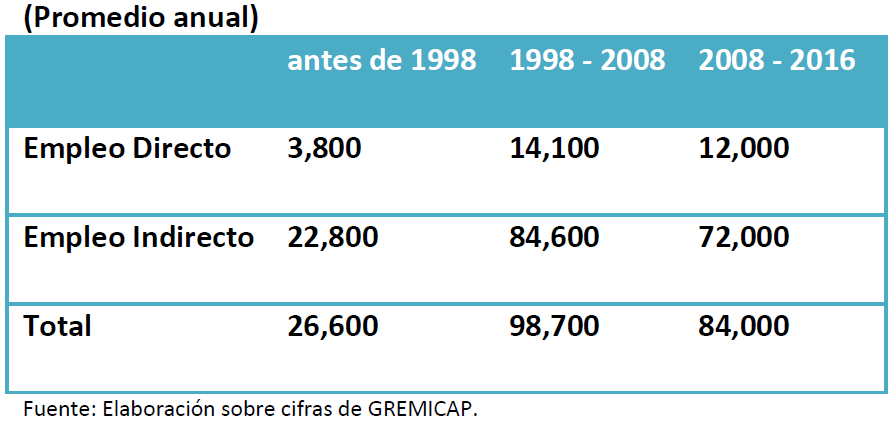 (Promedio anual)
antes de 1998 1998 - 2008 2008 - 2016
Empleo Directo 3,800 14,100 12,000
Empleo Indirecto 22,800 84,600 72,000
Total 26,600 98,700 84,000
Fuente: Elaboración sobre cifras de GREMICAP.